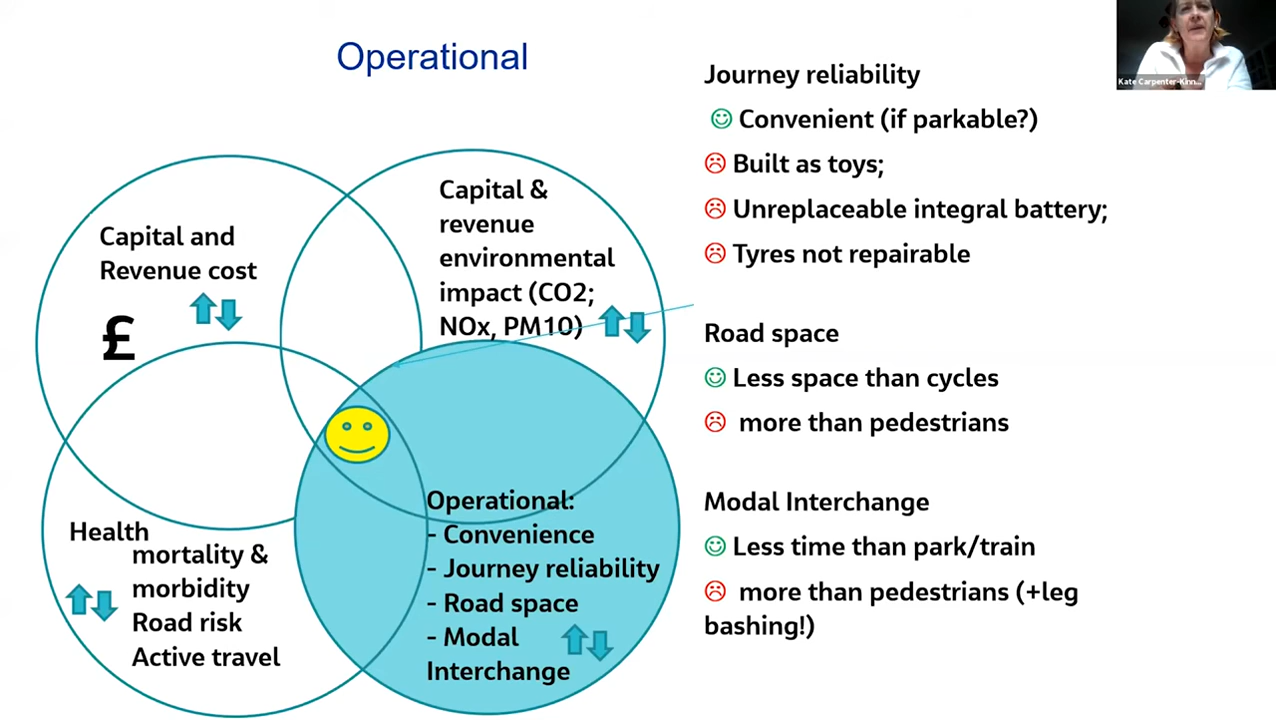 Operational
Capital and
Revenue cost
£
Capital &
revenue
environmental
impact (CO2;
NOx, PM10)
Health
mortality &
morbidity
Road risk
Active travel
Operational:
- Convenience
- Journey reliability
- Road space
- Modal
Interchange
Journey reliability
Convenient (if parkable?)
Built as toys;
Unreplaceable integral battery;
Tyres not repairable
Road space
Less space than cycles
more than pedestrians
Modal Interchange
Less time than park/train
more than pedestrians (+leg
bashing!)
Kate Carpenter-Kinn...